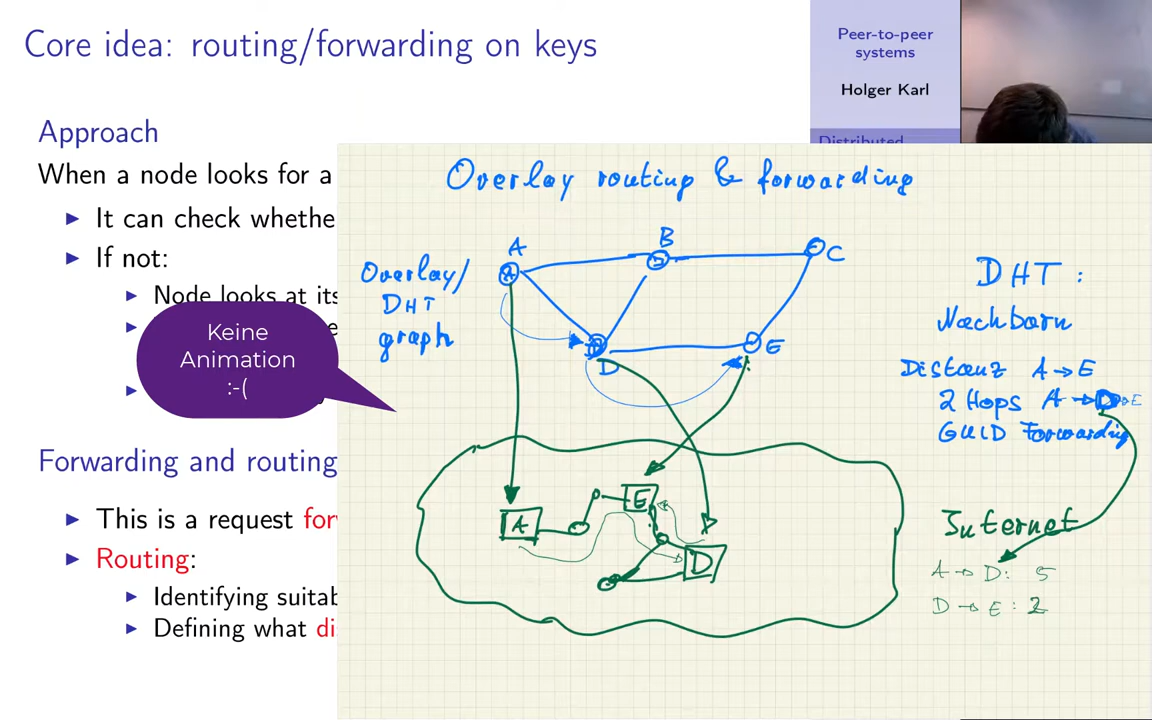 Core idea: routing/forwarding on keys
Peer-to-peer
systems
Holger Karl
Distributed
Approach
When a node looks for a
It can check whethe
If not:
Node looks at its
Keine
Animation
:-(
Forwarding and routing
This is a request for
Routing:
Identifying suitab
Defining what di
Overlay routing & forwarding
Overlay/
DHT
graph
A
B
C
A
D
E
DHT:
Nachbarn
Distanz A → E
2 Hops A → D → E
GUID Forwarding
A
E
D
Internet
A → D: 5
D → E: 2